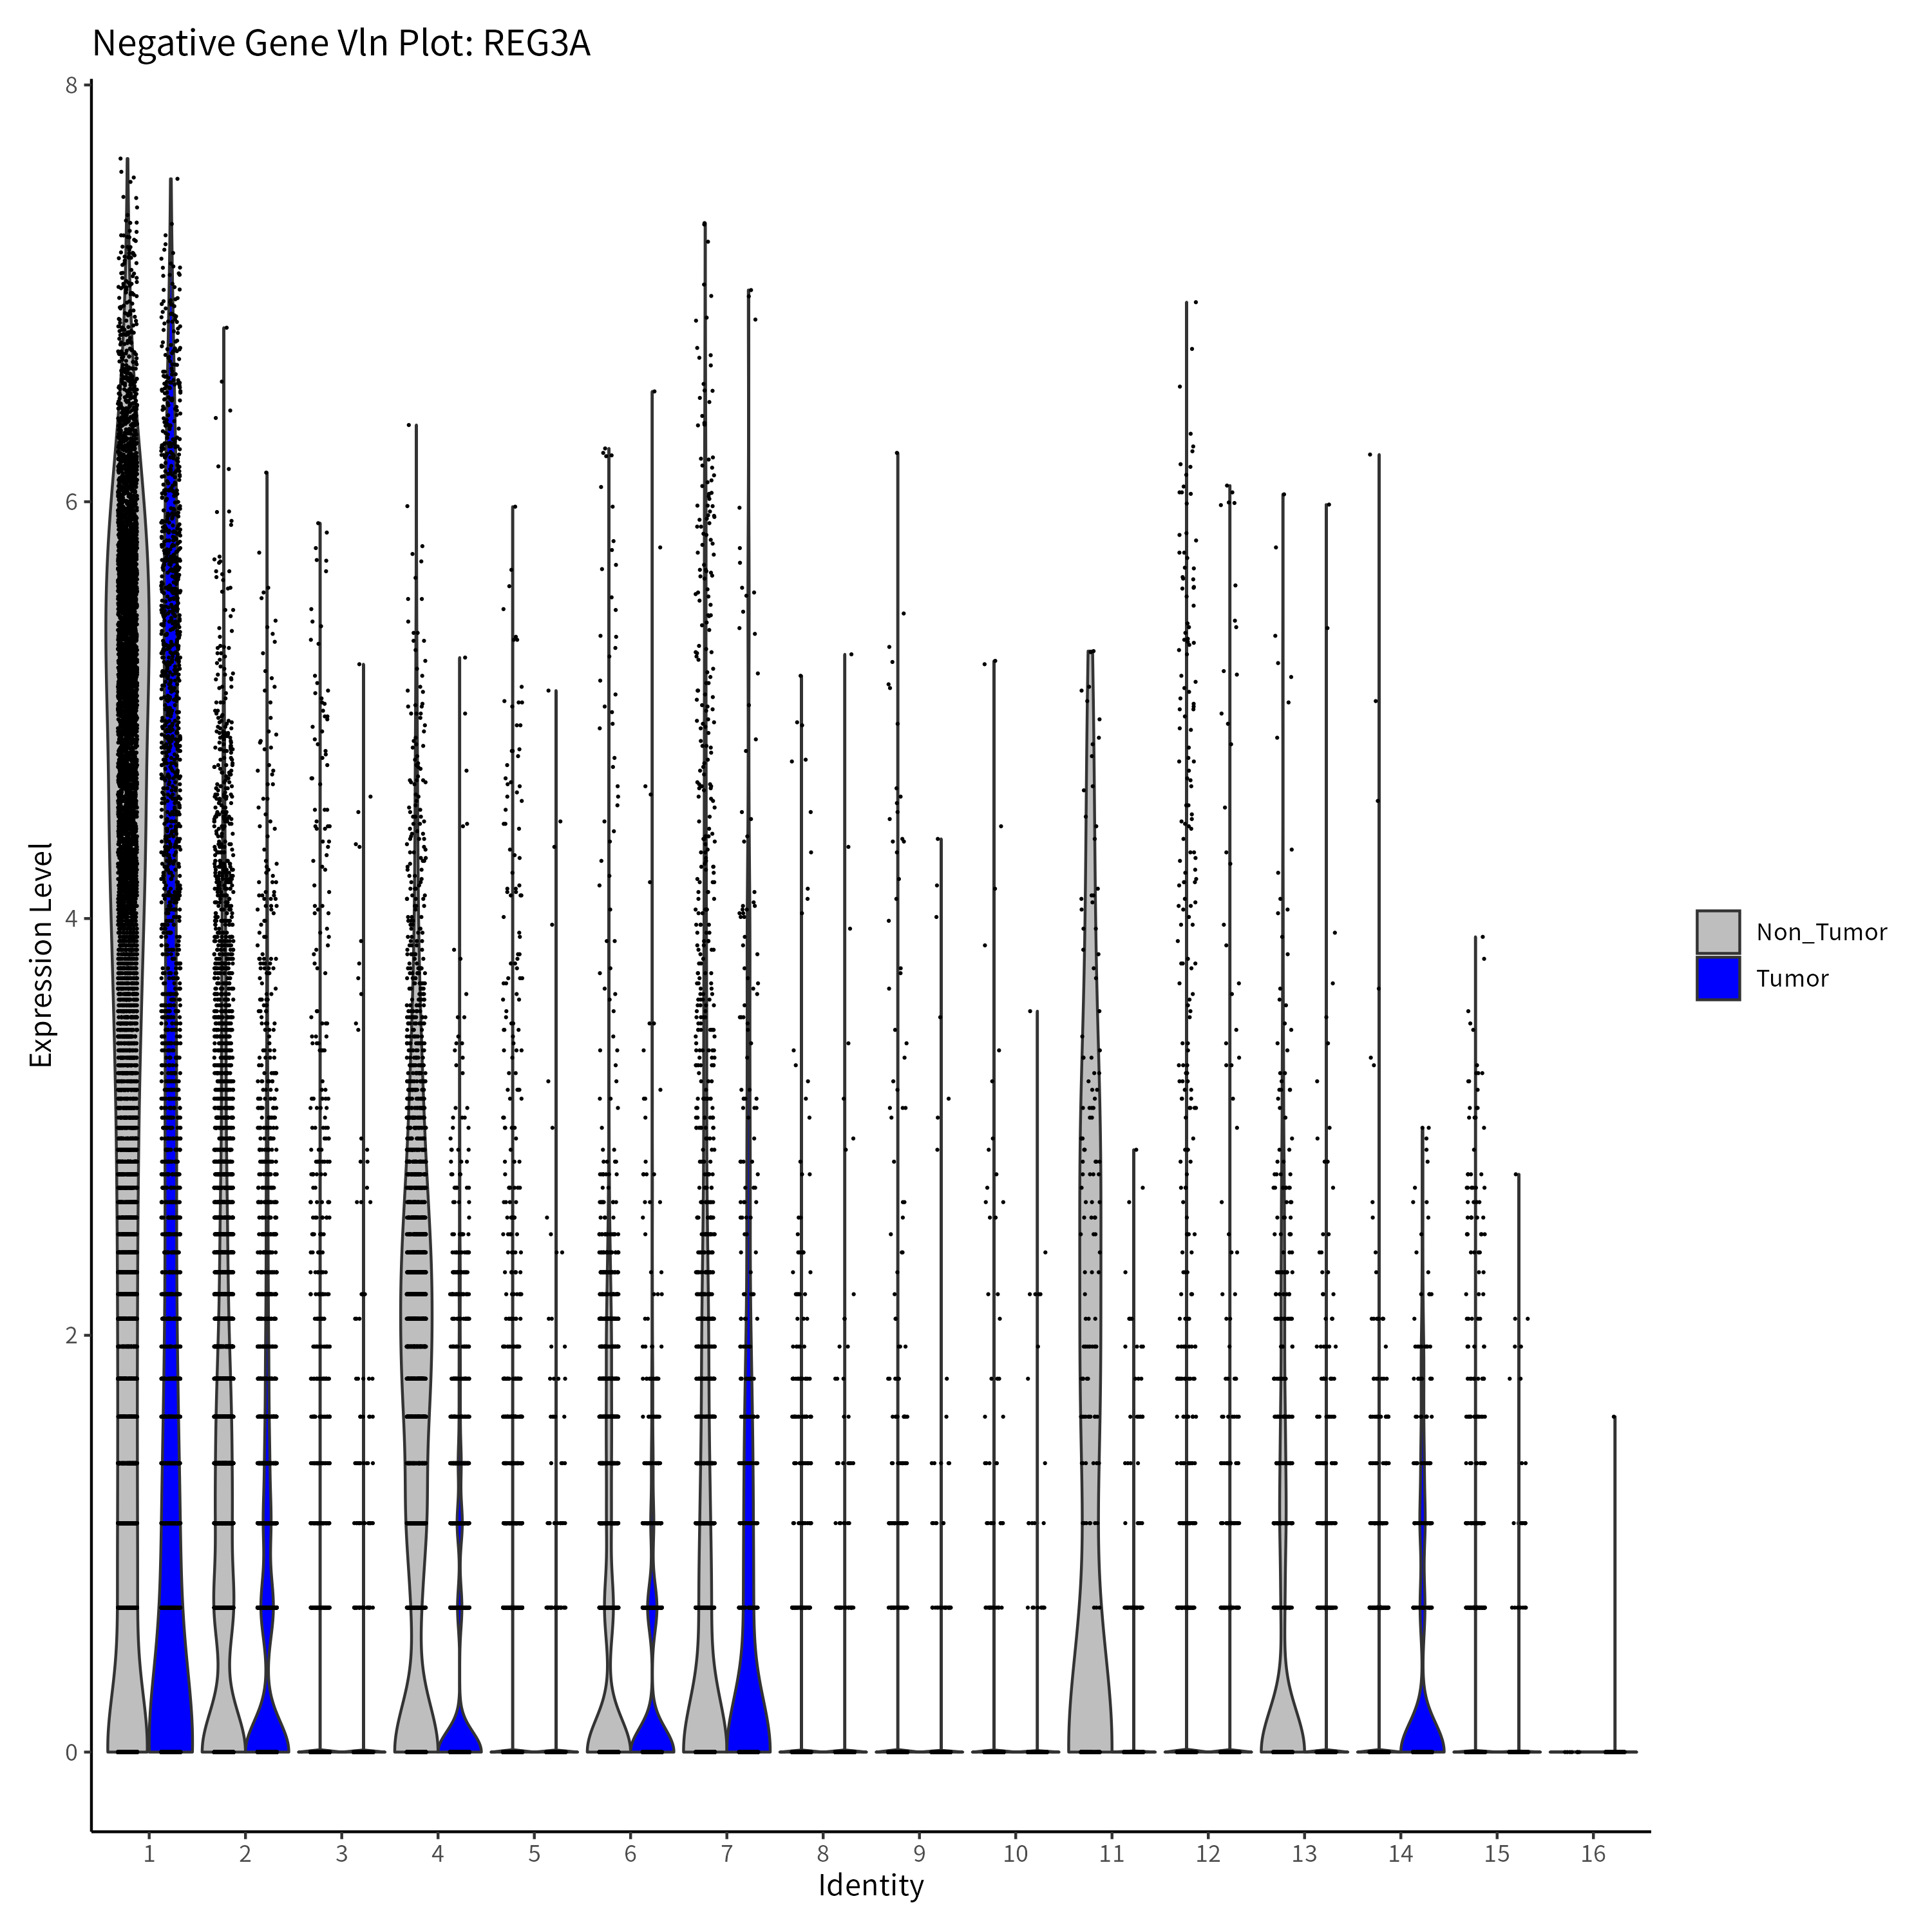 Negative Gene Vln Plot: REG3A
8
6
4
2
0
Expression Level
1 2 3 4 5 6 7 8 9 10 11 12 13 14 15 16
Identity
Non_Tumor
Tumor